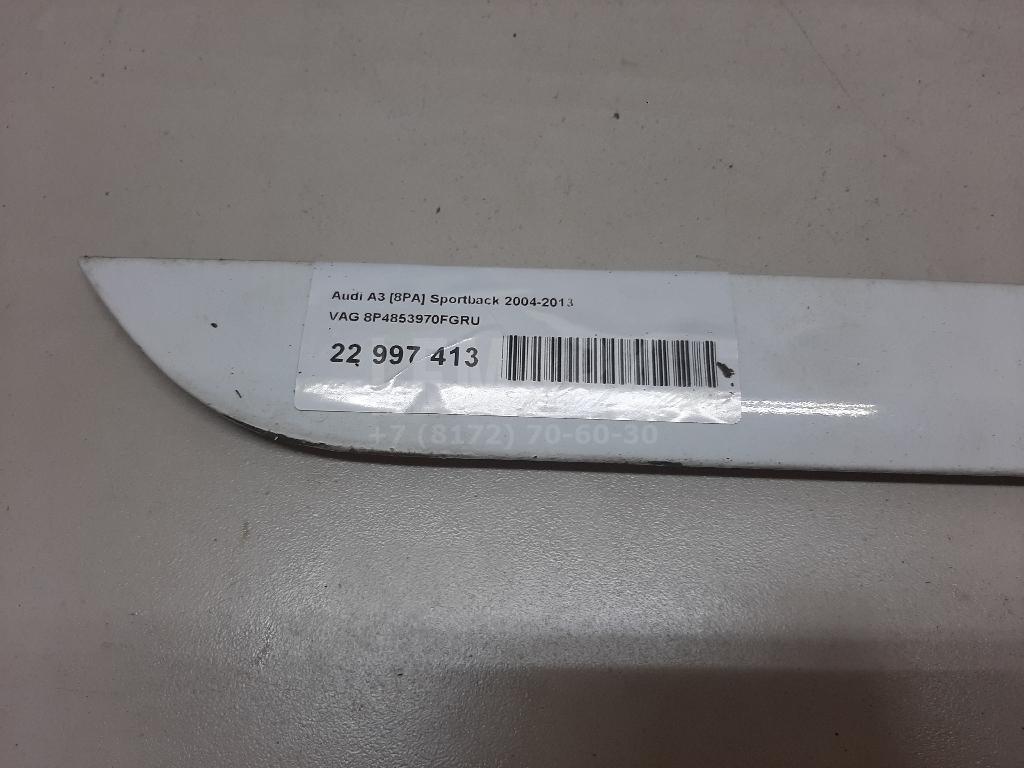 Audi A3 [8PA] Sportback 2004-2013
VAG 8P4853970FGRU
22 997 413
+7 (8172) 70-60-30